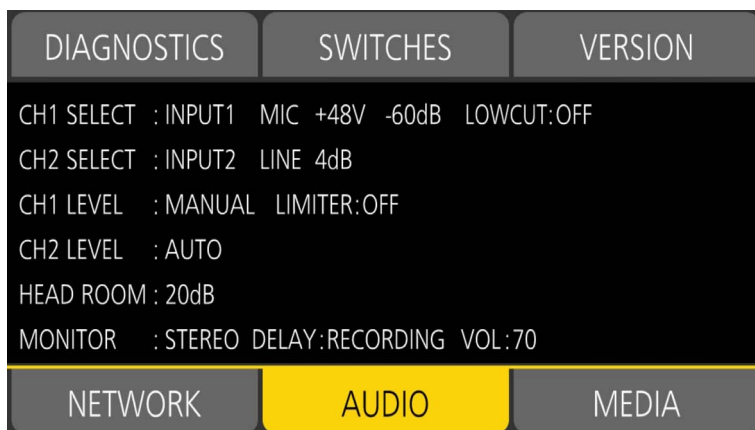 DIAGNOSTICS SWITCHES VERSION
CH1 SELECT : INPUT1 MIC +48V -60dB LOWCUT:OFF
CH2 SELECT : INPUT2 LINE 4dB
CH1 LEVEL : MANUAL LIMITER:OFF
CH2 LEVEL : AUTO
HEAD ROOM : 20dB
MONITOR : STEREO DELAY:RECORDING VOL:70
NETWORK AUDIO MEDIA